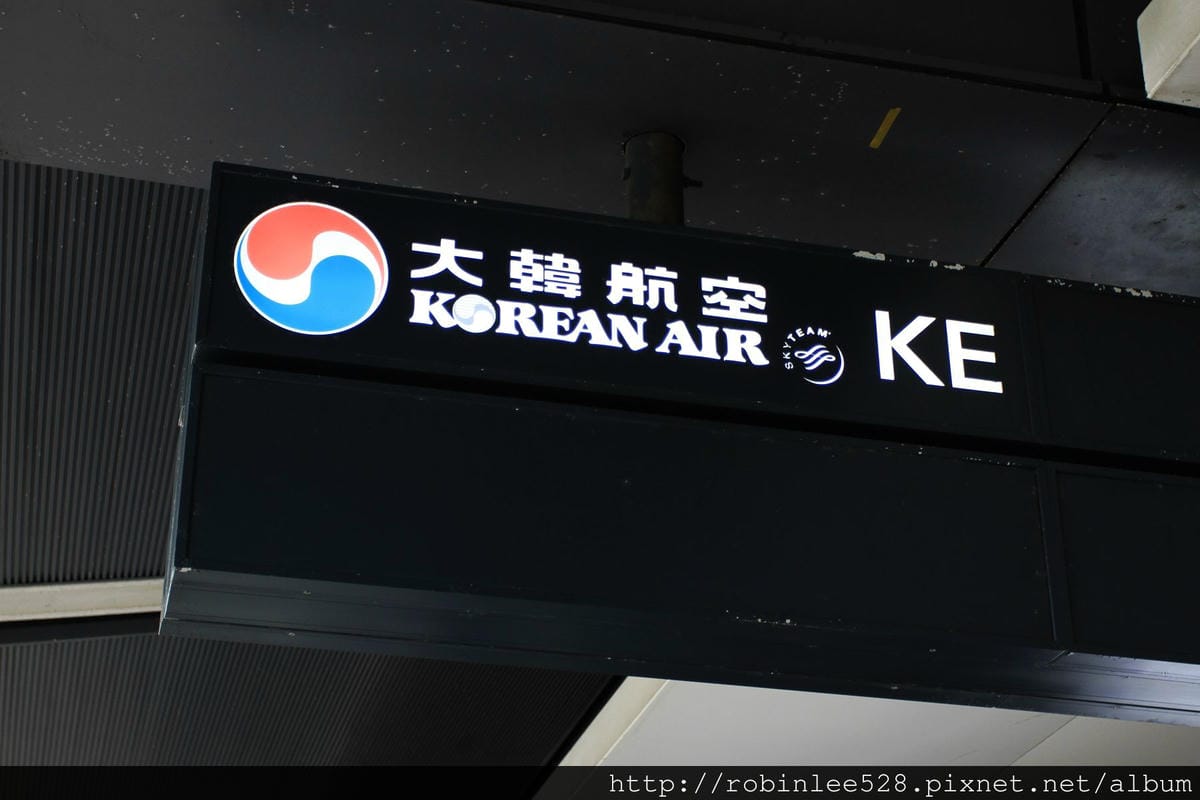 大韓航空
KOREAN AIR
SKYTEAM
KE
http://robinlee528.pixnet.net/album